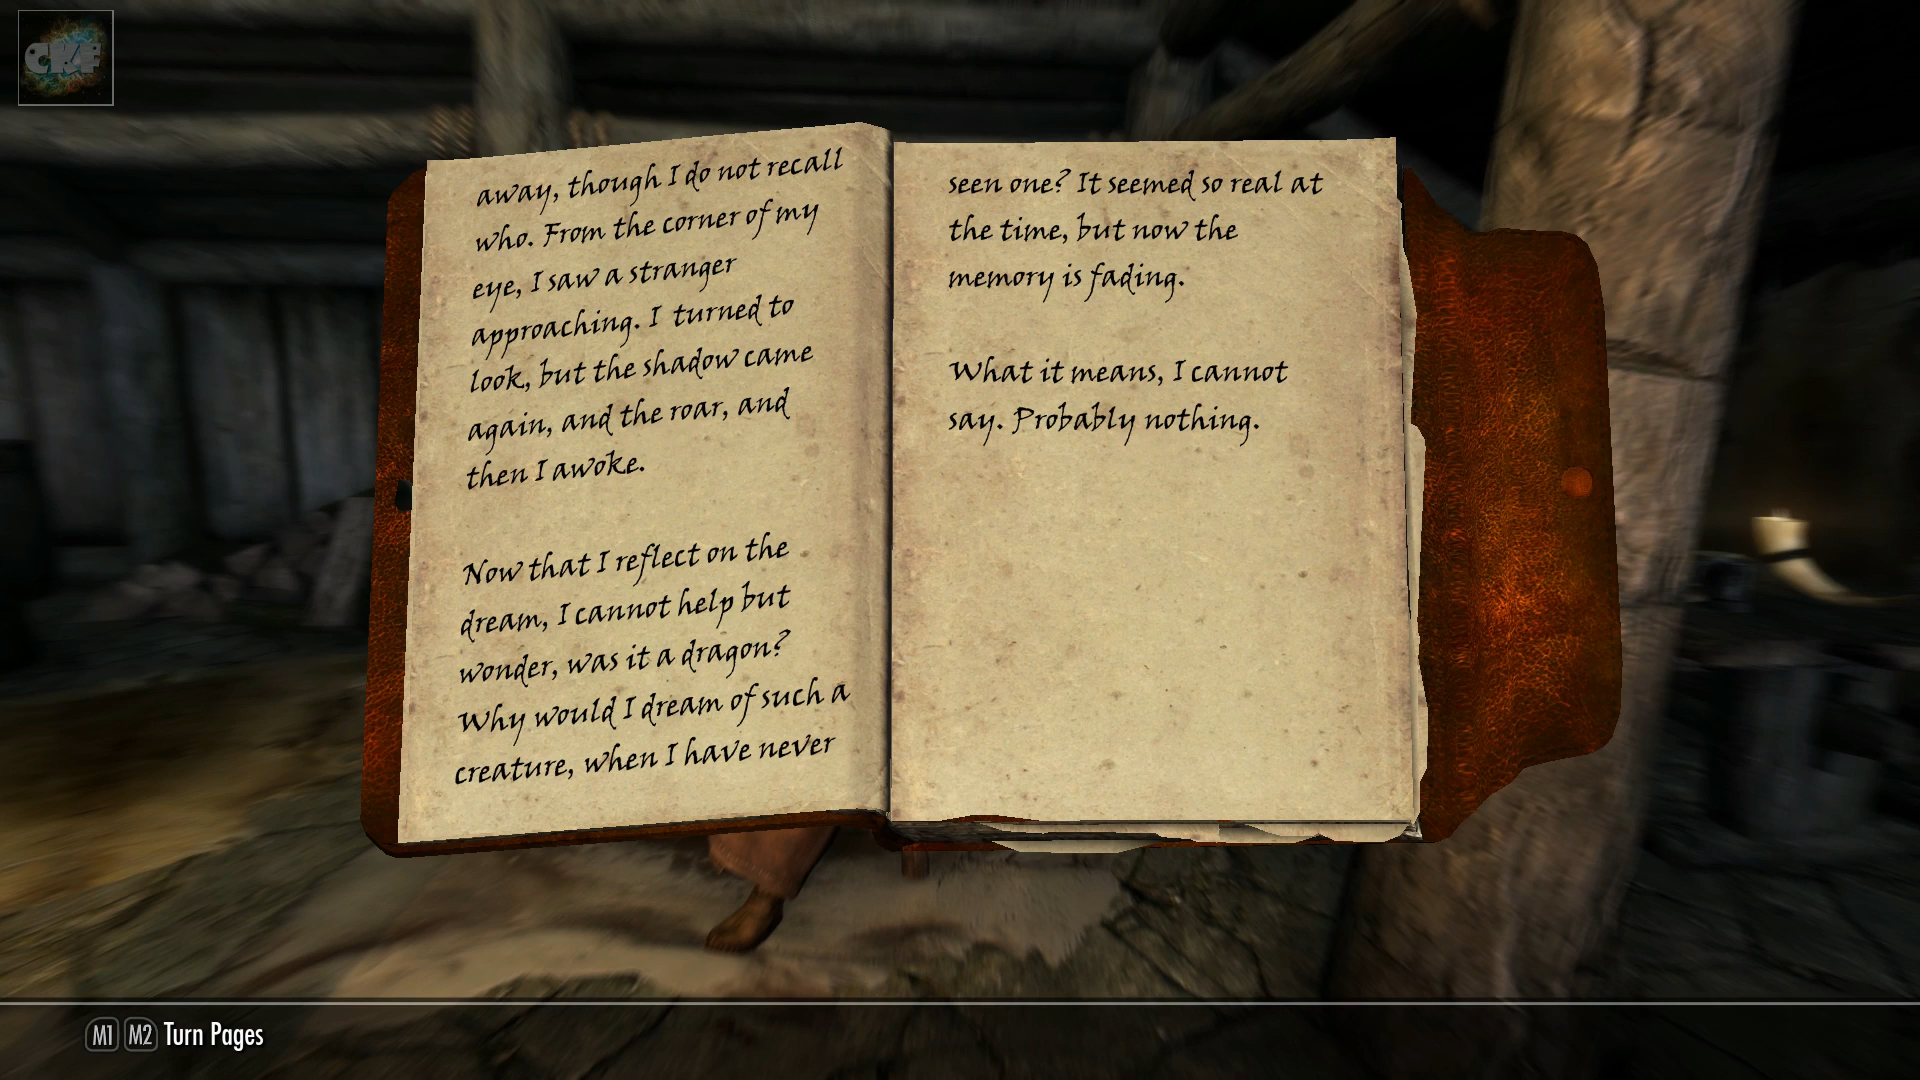 CKF
away, though I do not recall
who. From the corner of my
eye, I saw a stranger
approaching. I turned to
look, but the shadow came
again, and the roar, and
then I awoke.
Now that I reflect on the
dream, I cannot help but
wonder, was it a dragon?
Why would I dream of such a
creature, when I have never
seen one? It seemed so real at
the time, but now the
memory is fading.
What it means, I cannot
say. Probably nothing.
M1 M2 Turn Pages